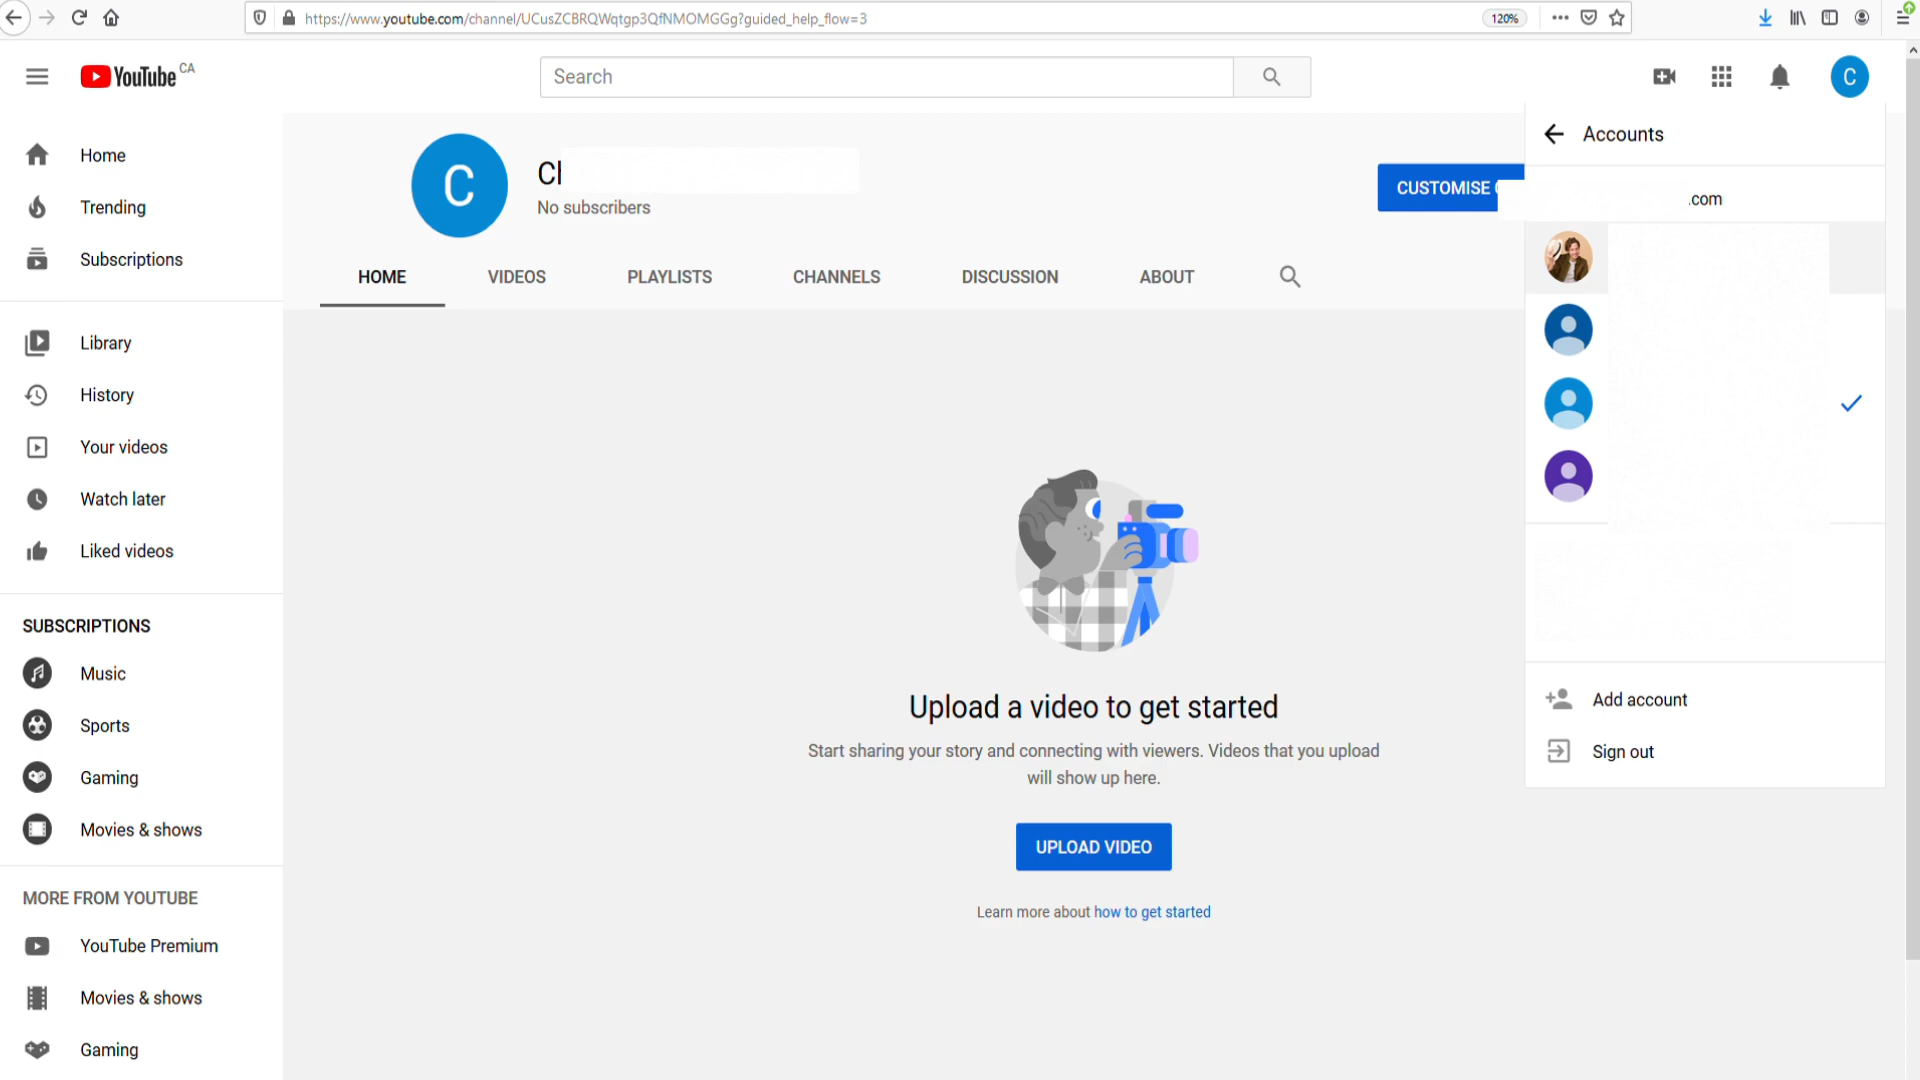 https://www.youtube.com/channel/UCusZCBRQWqtgp3QfNMOMGGg?guided_help_flow=3
120%
YouTube CA
Search
C
Home
Trending
Subscriptions
Library
History
Your videos
Watch later
Liked videos
SUBSCRIPTIONS
Music
Sports
Gaming
Movies & shows
MORE FROM YOUTUBE
YouTube Premium
Movies & shows
Gaming
C
No subscribers
CUSTOMISE
HOME
VIDEOS
PLAYLISTS
CHANNELS
DISCUSSION
ABOUT
Upload a video to get started
Start sharing your story and connecting with viewers. Videos that you upload
will show up here.
UPLOAD VIDEO
Learn more about how to get started
Accounts
.com
Add account
Sign out